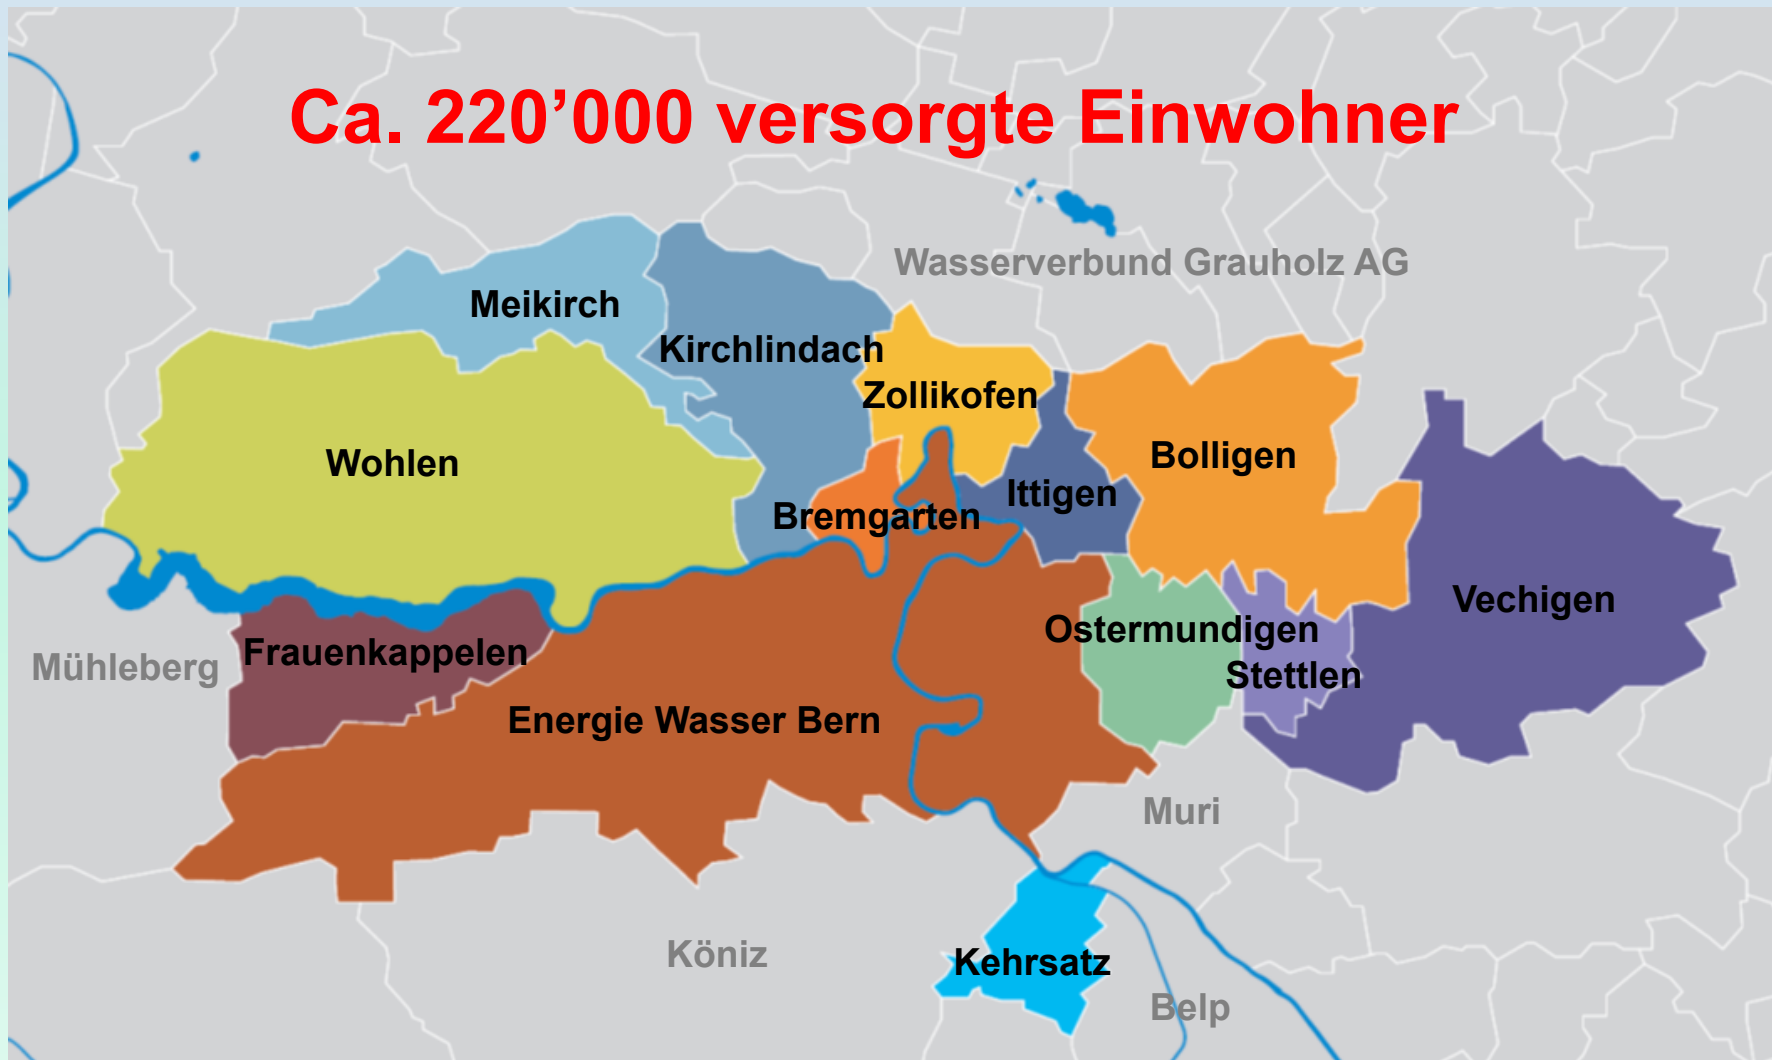 Ca. 220’000 versorgte Einwohner
Wasserverbund Grauholz AG
Meikirch
Kirchlindach
Zollikofen
Wohlen
Bolligen
Ittigen
Bremgarten
Vechigen
Ostermundigen
Frauenkappelen
Mühleberg
Stettlen
Energie Wasser Bern
Muri
Köniz
Kehrsatz
Belp